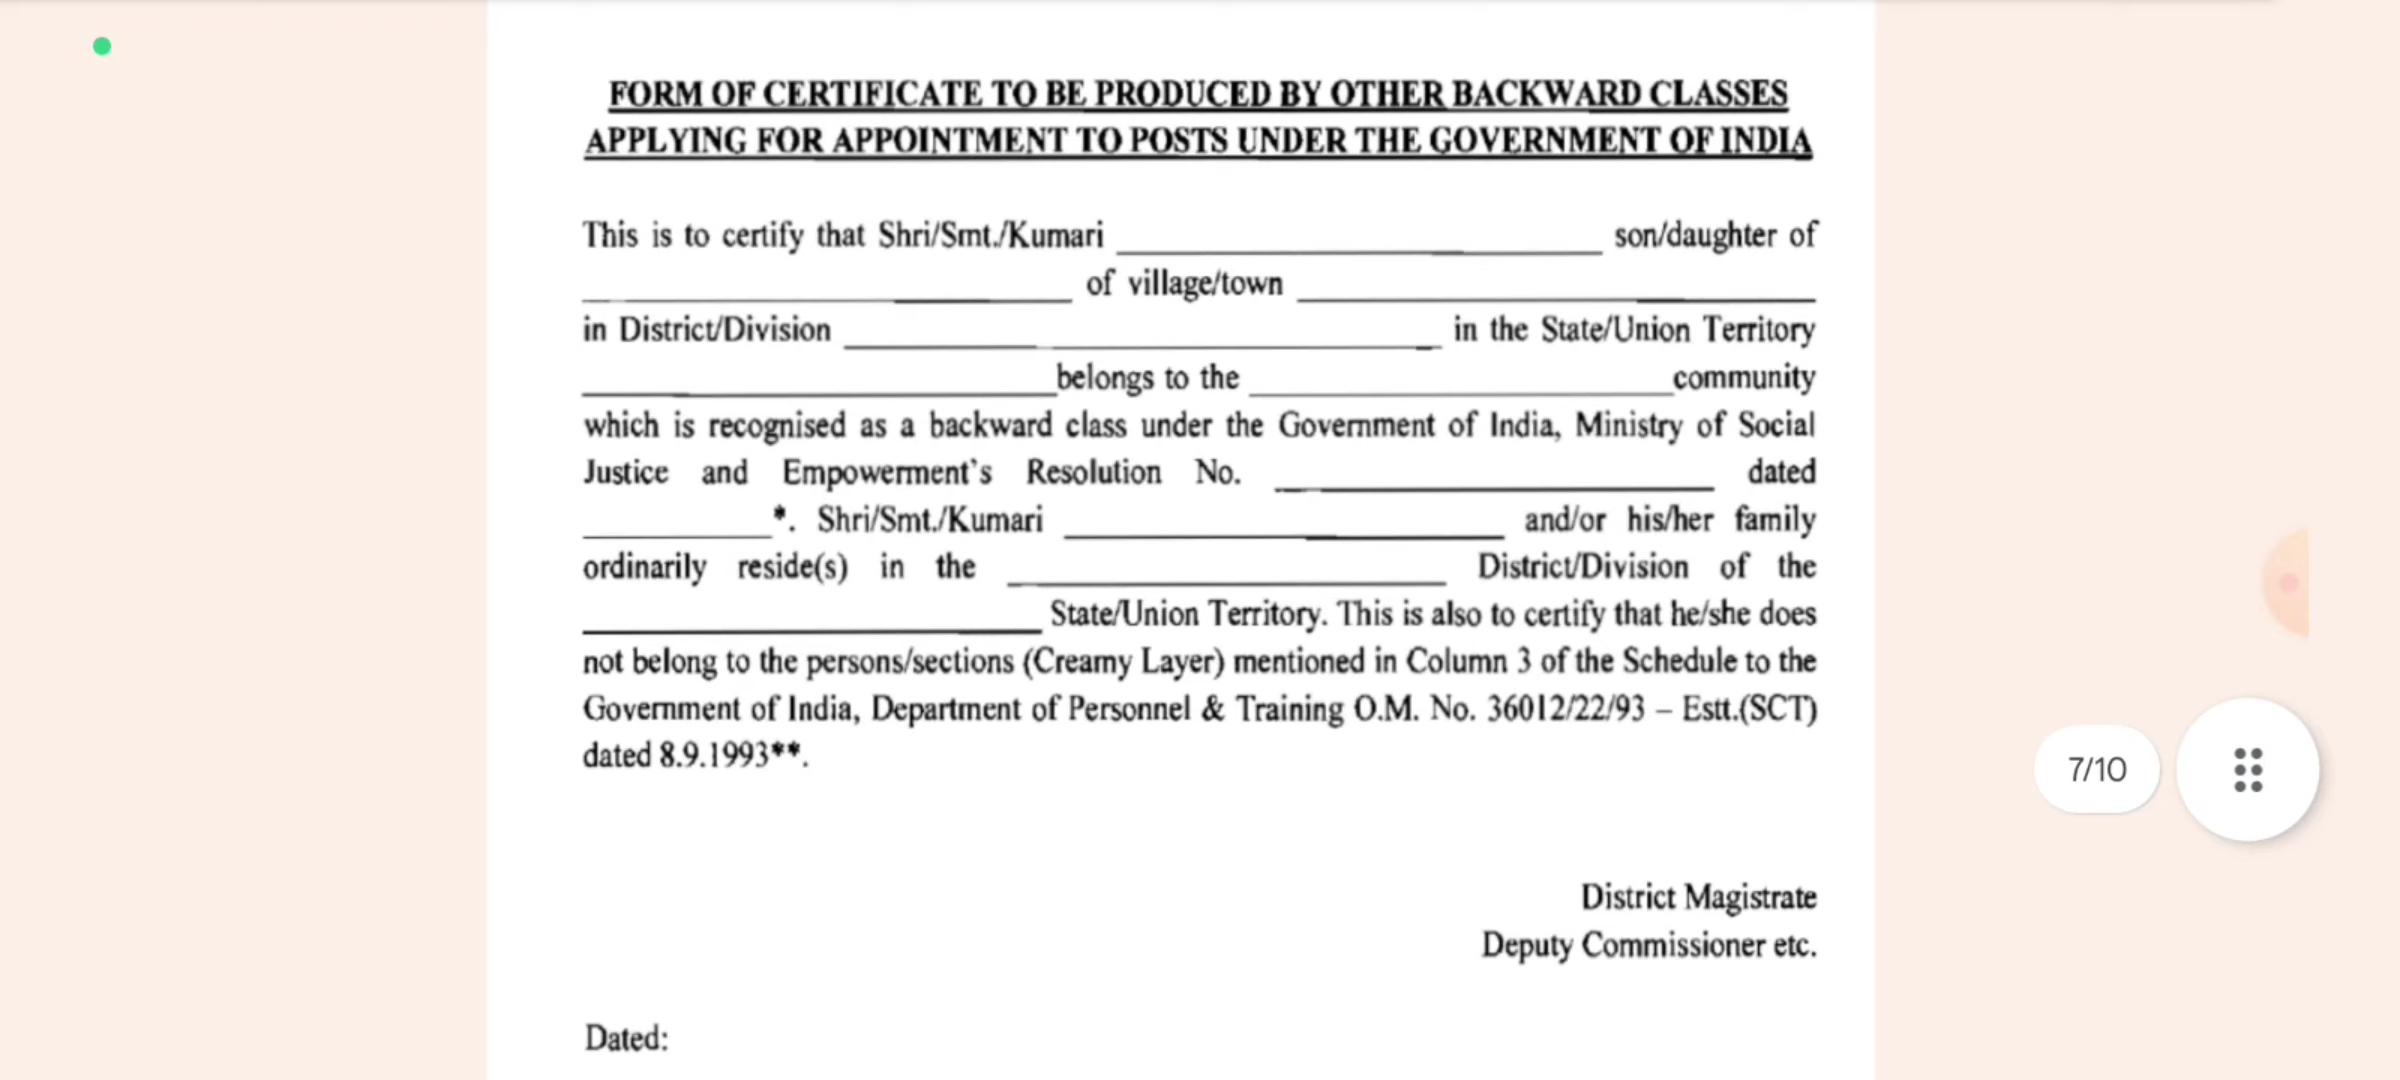 FORM OF CERTIFICATE TO BE PRODUCED BY OTHER BACKWARD CLASSES
APPLYING FOR APPOINTMENT TO POSTS UNDER THE GOVERNMENT OF INDIA
This is to certify that Shri/Smt./Kumari ____________________ son/daughter of
____________________ of village/town ____________________
in District/Division ____________________ in the State/Union Territory
____________________belongs to the ____________________community
which is recognised as a backward class under the Government of India, Ministry of Social
Justice and Empowerment's Resolution No. ____________________ dated
__________*. Shri/Smt./Kumari ____________________ and/or his/her family
ordinarily reside(s) in the ____________________ District/Division of the
____________________ State/Union Territory. This is also to certify that he/she does
not belong to the persons/sections (Creamy Layer) mentioned in Column 3 of the Schedule to the
Government of India, Department of Personnel & Training O.M. No. 36012/22/93 – Estt.(SCT)
dated 8.9.1993**.
7/10
District Magistrate
Deputy Commissioner etc.
Dated: